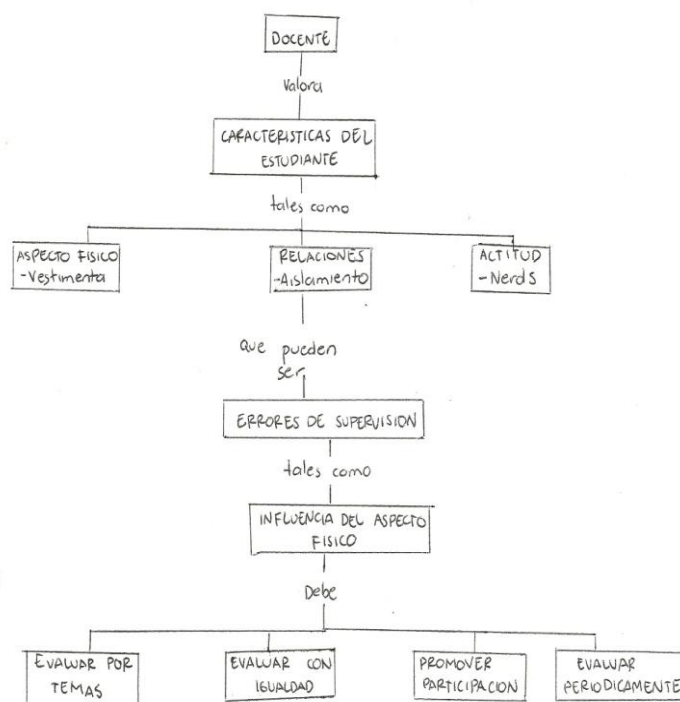 DOCENTE
Valora
CARACTERISTICAS DEL
ESTUDIANTE
tales como
ASPECTO FISICO
-Vestimenta
RELACIONES
-Aislamiento
ACTITUD
-Nerds
que pueden
ser
ERRORES DE SUPERVISION
tales como
INFLUENCIA DEL ASPECTO
FISICO
Debe
EVALUAR POR
TEMAS
EVALUAR CON
IGUALDAD
PROMOVER
PARTICIPACION
EVALUAR
PERIODICAMENTE